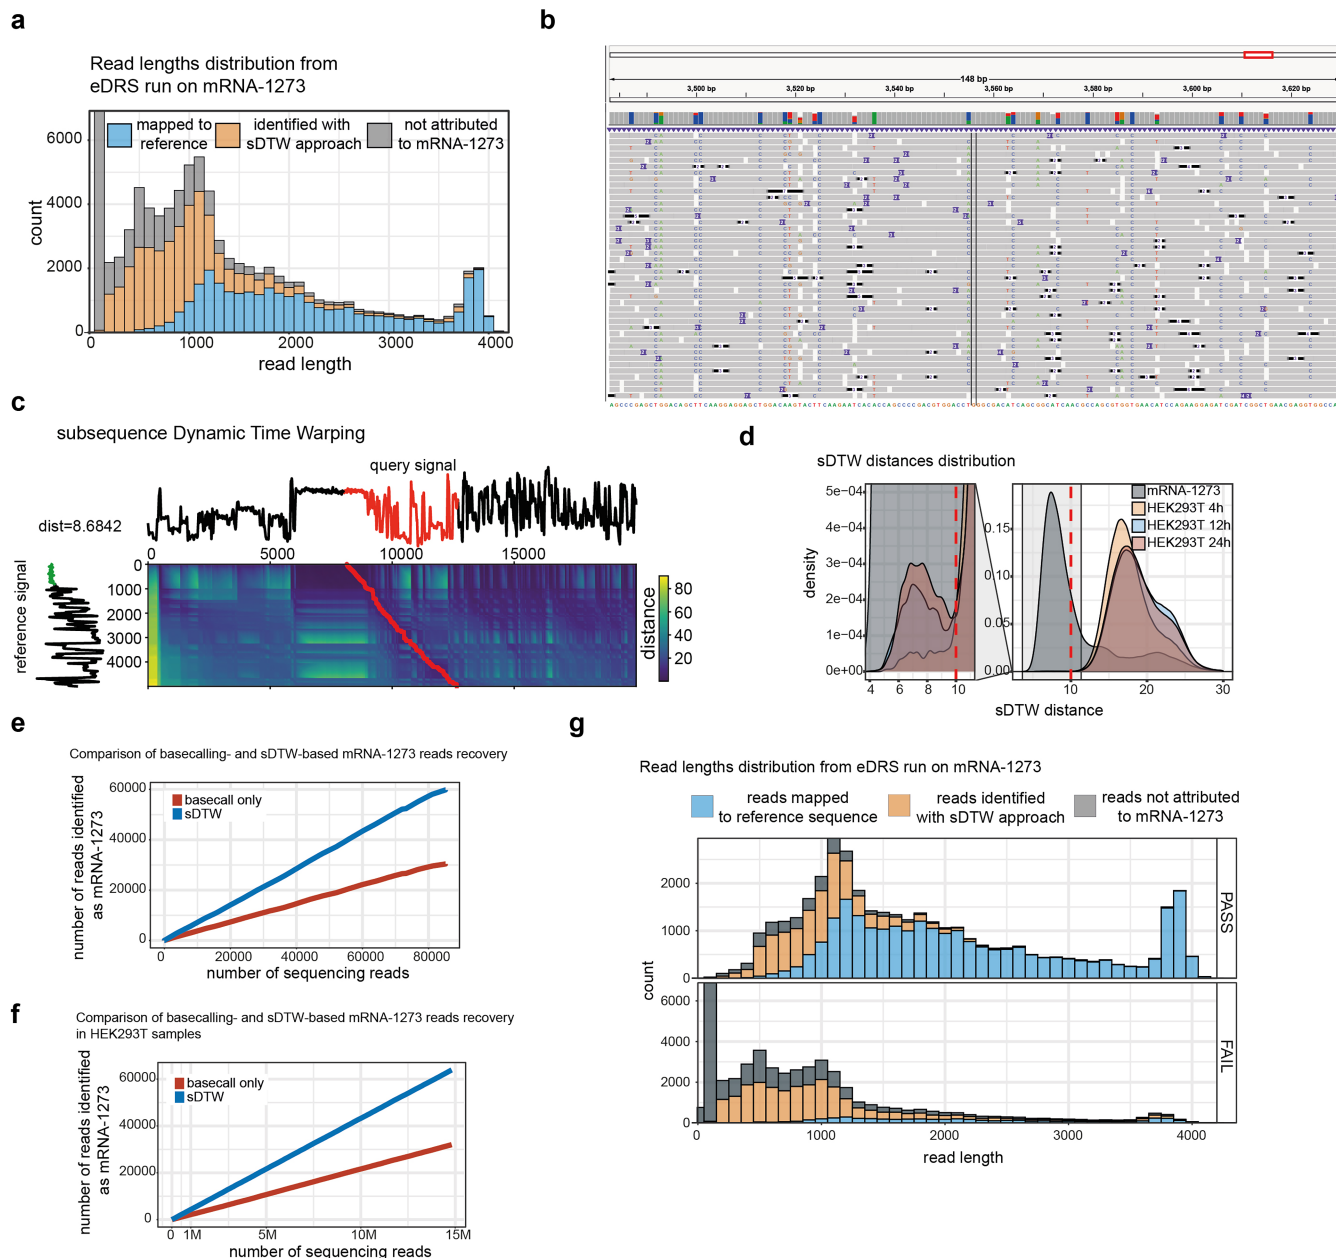 a
Read lengths distribution from
eDRS run on mRNA-1273
mapped to
reference
identified with
sDTW approach
not attributed
to mRNA-1273
6000
4000
2000
0
count
0
1000
2000
3000
4000
read length
b
148 bp
3,500 bp
3,520 bp
3,540 bp
3,560 bp
3,580 bp
3,600 bp
3,620 bp
c
subsequence Dynamic Time Warping
query signal
dist=8.6842
0
5000
10000
15000
reference signal
0
1000
2000
3000
4000
distance
80
60
40
20
d
sDTW distances distribution
density
5e-04
4e-04
3e-04
2e-04
1e-04
0e+00
4
6
8
10
0.15
0.10
0.05
0.00
10
20
30
mRNA-1273
HEK293T 4h
HEK293T 12h
HEK293T 24h
sDTW distance
e
Comparison of basecalling- and sDTW-based mRNA-1273 reads recovery
number of reads identified
as mRNA-1273
60000
40000
20000
0
basecall only
sDTW
0
20000
40000
60000
80000
number of sequencing reads
f
Comparison of basecalling- and sDTW-based mRNA-1273 reads recovery
in HEK293T samples
number of reads identified
as mRNA-1273
60000
40000
20000
0
basecall only
sDTW
0
1M
5M
10M
15M
number of sequencing reads
g
Read lengths distribution from eDRS run on mRNA-1273
reads mapped
to reference sequence
reads identified
with sDTW approach
reads not attributed
to mRNA-1273
2000
1000
0
PASS
count
6000
4000
2000
0
FAIL
0
1000
2000
3000
4000
read length